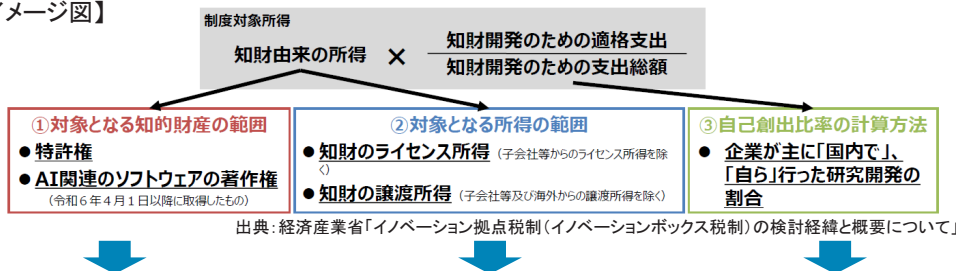 イメージ図】
制度対象所得
知財由来の所得 × 知財開発のための適格支出
知財開発のための支出総額
①対象となる知的財産の範囲
●特許権
●AI関連のソフトウェアの著作権
（令和６年４月１日以降に取得したもの）
②対象となる所得の範囲
●知財のライセンス所得（子会社等からのライセンス所得を除
く）
●知財の譲渡所得（子会社等及び海外からの譲渡所得を除く）
③自己創出比率の計算方法
● 企業が主に「国内で」、
「自ら」行った研究開発の
割合
出典：経済産業省「イノベーション拠点税制（イノベーションボックス税制）の検討経緯と概要について」